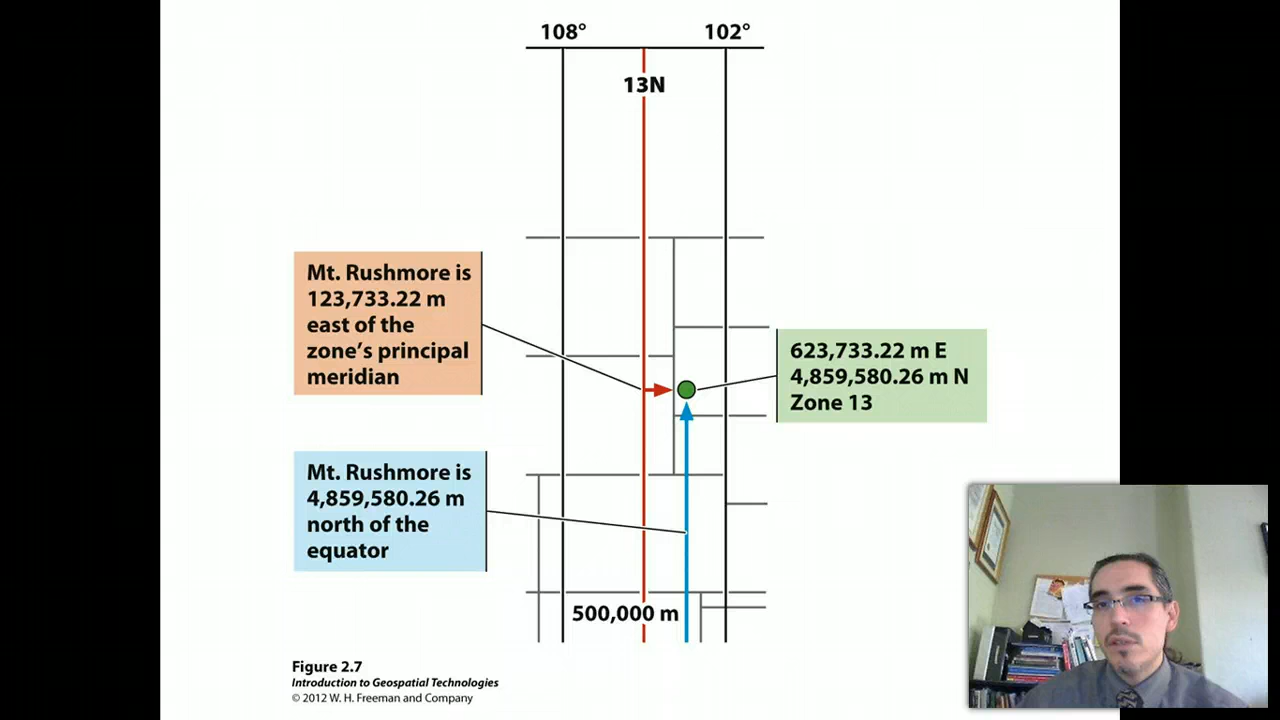 108°
102°
13N
Mt. Rushmore is
123,733.22 m
east of the
zone's principal
meridian
623,733.22 m E
4,859,580.26 m N
Zone 13
Mt. Rushmore is
4,859,580.26 m
north of the
equator
500,000 m
Figure 2.7
Introduction to Geospatial Technologies
© 2012 W. H. Freeman and Company